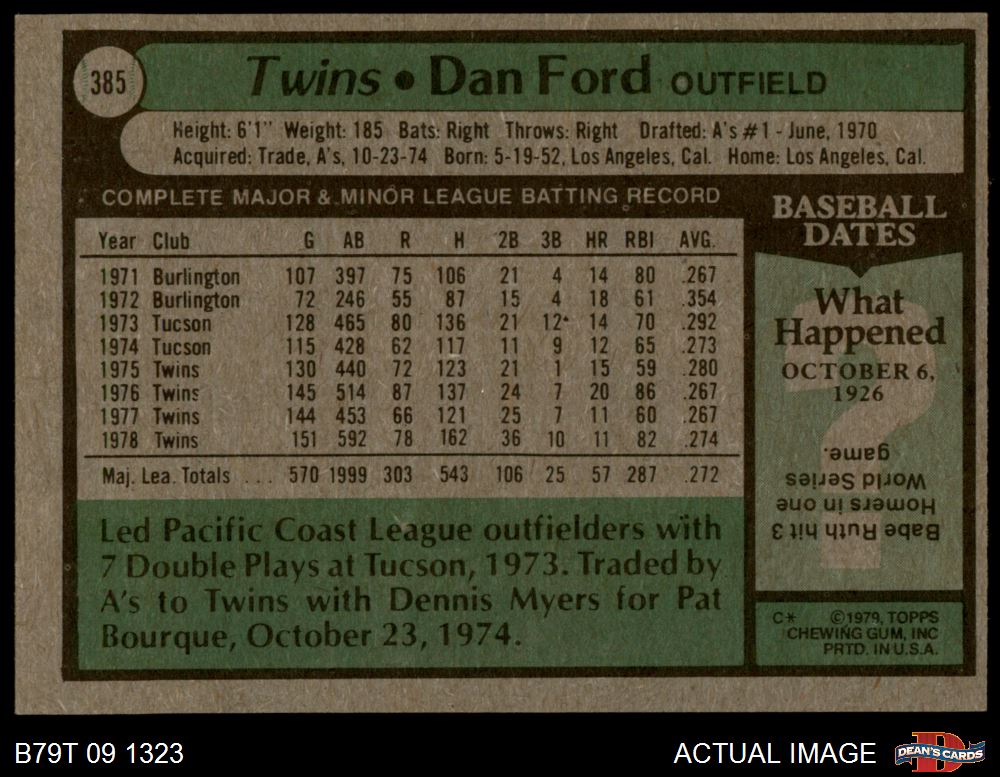 385
Twins • Dan Ford OUTFIELD
Height: 6'1" Weight: 185 Bats: Right Throws: Right Drafted: A's #1 - June, 1970
Acquired: Trade, A's, 10-23-74 Born: 5-19-52, Los Angeles, Cal. Home: Los Angeles, Cal.
COMPLETE MAJOR & MINOR LEAGUE BATTING RECORD
Year Club G AB R H 2B 3B HR RBI AVG.
1971 Burlington 107 397 75 106 21 4 14 80 .267
1972 Burlington 72 246 55 87 15 4 18 61 .354
1973 Tucson 128 465 80 136 21 12* 14 70 .292
1974 Tucson 115 428 62 117 11 9 12 65 .273
1975 Twins 130 440 72 123 21 1 15 59 .280
1976 Twins 145 514 87 137 24 7 20 86 .267
1977 Twins 144 453 66 121 25 7 11 60 .267
1978 Twins 151 592 78 162 36 10 11 82 .274
Maj. Lea. Totals ... 570 1999 303 543 106 25 57 287 .272
Led Pacific Coast League outfielders with
7 Double Plays at Tucson, 1973. Traded by
A's to Twins with Dennis Myers for Pat
Bourque, October 23, 1974.
BASEBALL
DATES
What
Happened
OCTOBER 6,
1926
?
Babe Ruth hit 3
Homers in one
World Series
game.
C* ©1979, TOPPS
CHEWING GUM, INC
PRTD. IN U.S.A.
B79T 09 1323
ACTUAL IMAGE
D
DEAN'S CARDS